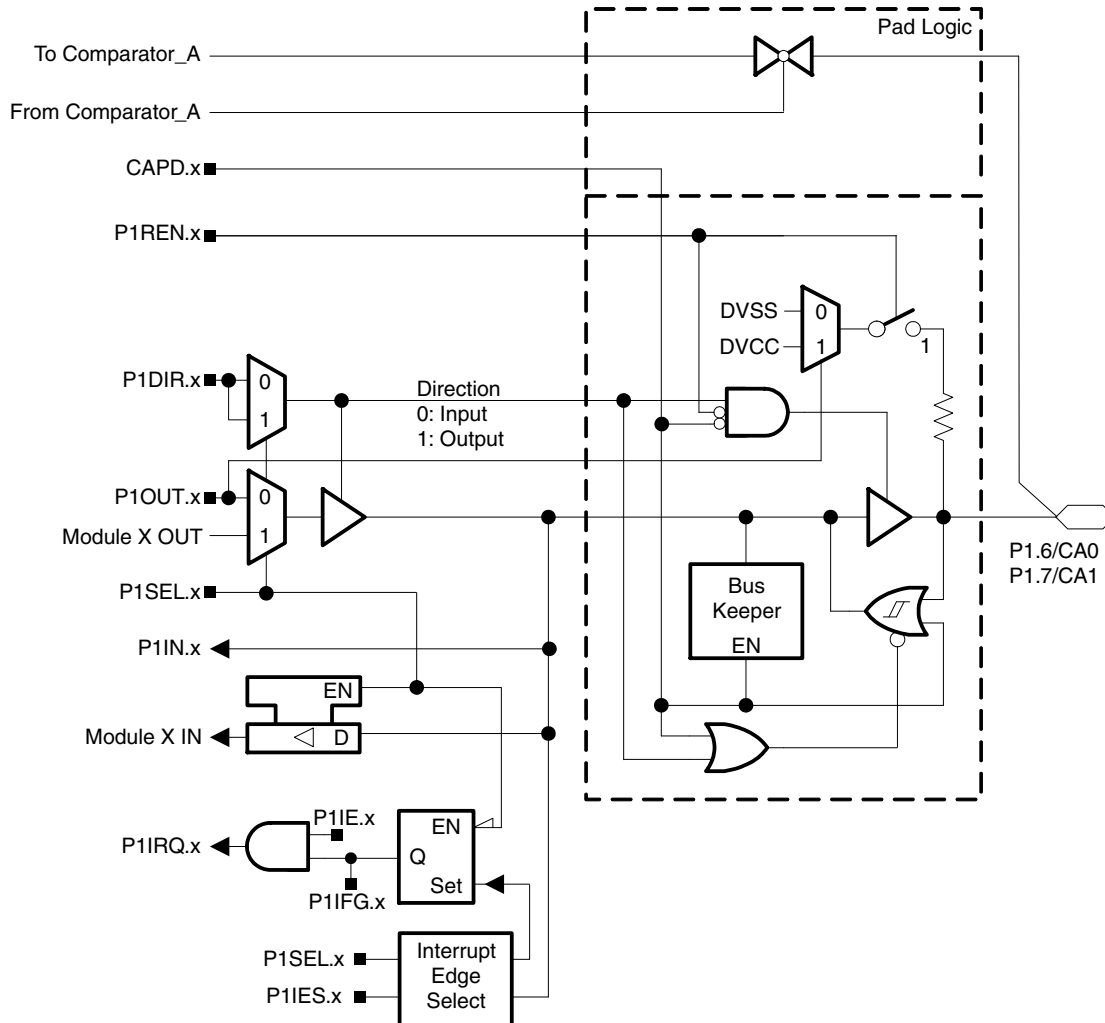 Pad Logic
To Comparator_A
From Comparator_A
CAPD.x
P1REN.x
DVSS
0
DVCC
1
1
P1DIR.x
0
1
Direction
0: Input
1: Output
P1OUT.x
0
Module X OUT
1
P1.6/CA0
P1.7/CA1
P1SEL.x
Bus
Keeper
EN
P1IN.x
EN
Module X IN
D
P1IE.x
EN
P1IRQ.x
Q
Set
P1IFG.x
P1SEL.x
P1IES.x
Interrupt
Edge
Select